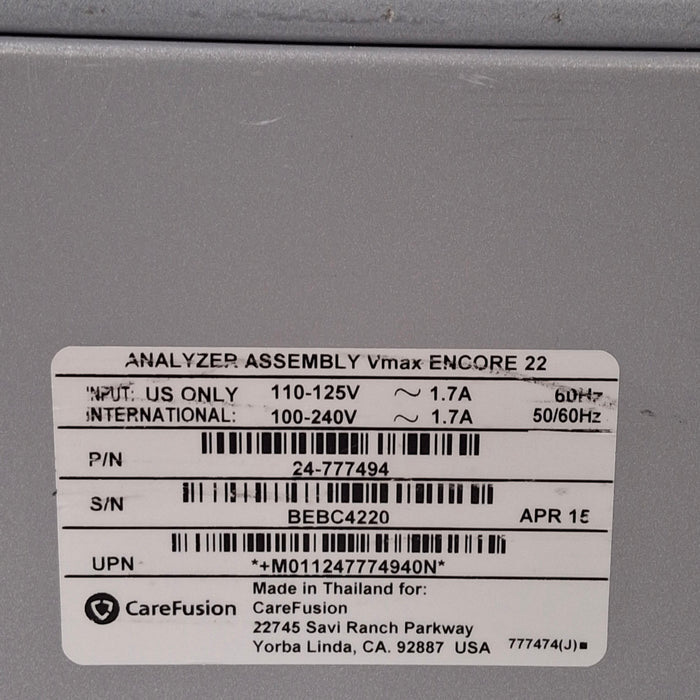 ANALYZER ASSEMBLY Vmax ENCORE 22
INPUT: US ONLY 110-125V ~ 1.7A 60Hz
INTERNATIONAL: 100-240V ~ 1.7A 50/60Hz
P/N 24-777494
S/N BEBC4220 APR 15
UPN *+M011247774940N*
CareFusion
Made in Thailand for:
CareFusion
22745 Savi Ranch Parkway
Yorba Linda, CA. 92887 USA 777474(J)■